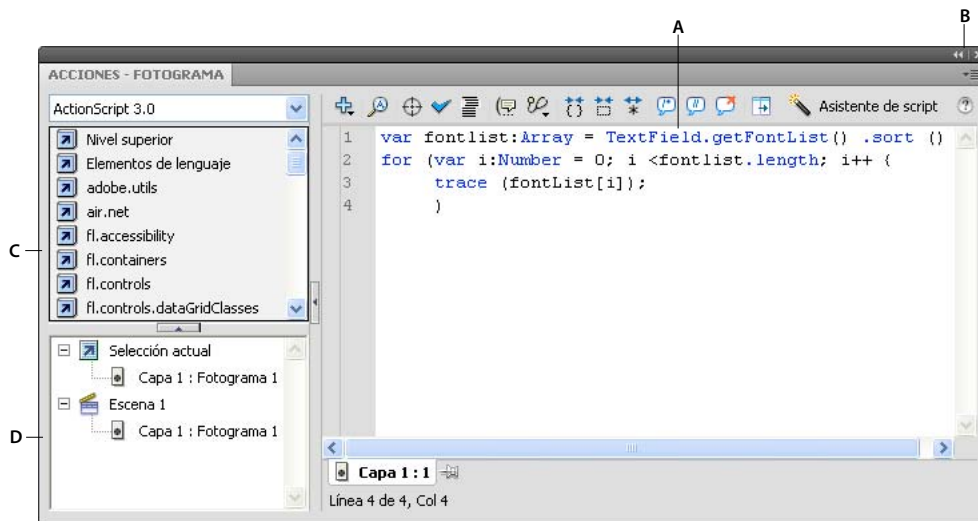 A
B
ACCIONES - FOTOGRAMA
ActionScript 3.0
Asistente de script
Nivel superior
Elementos de lenguaje
adobe.utils
air.net
fl.accessibility
fl.containers
fl.controls
fl.controls.dataGridClasses
C
1 var fontlist:Array = TextField.getFontList() .sort ()
2 for (var i:Number = 0; i <fontlist.length; i++ {
3 trace (fontList[i]);
4 )
Selección actual
Capa 1 : Fotograma 1
Escena 1
Capa 1 : Fotograma 1
D
Capa 1 : 1
Línea 4 de 4, Col 4